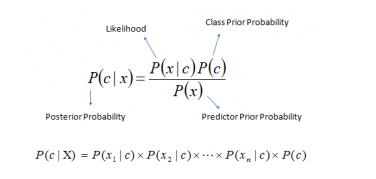 Likelihood
Class Prior Probability
P(c | x) = P(x | c)P(c) / P(x)
Posterior Probability
Predictor Prior Probability
P(c | X) = P(x₁ | c) × P(x₂ | c) × ⋯ × P(xₙ | c) × P(c)